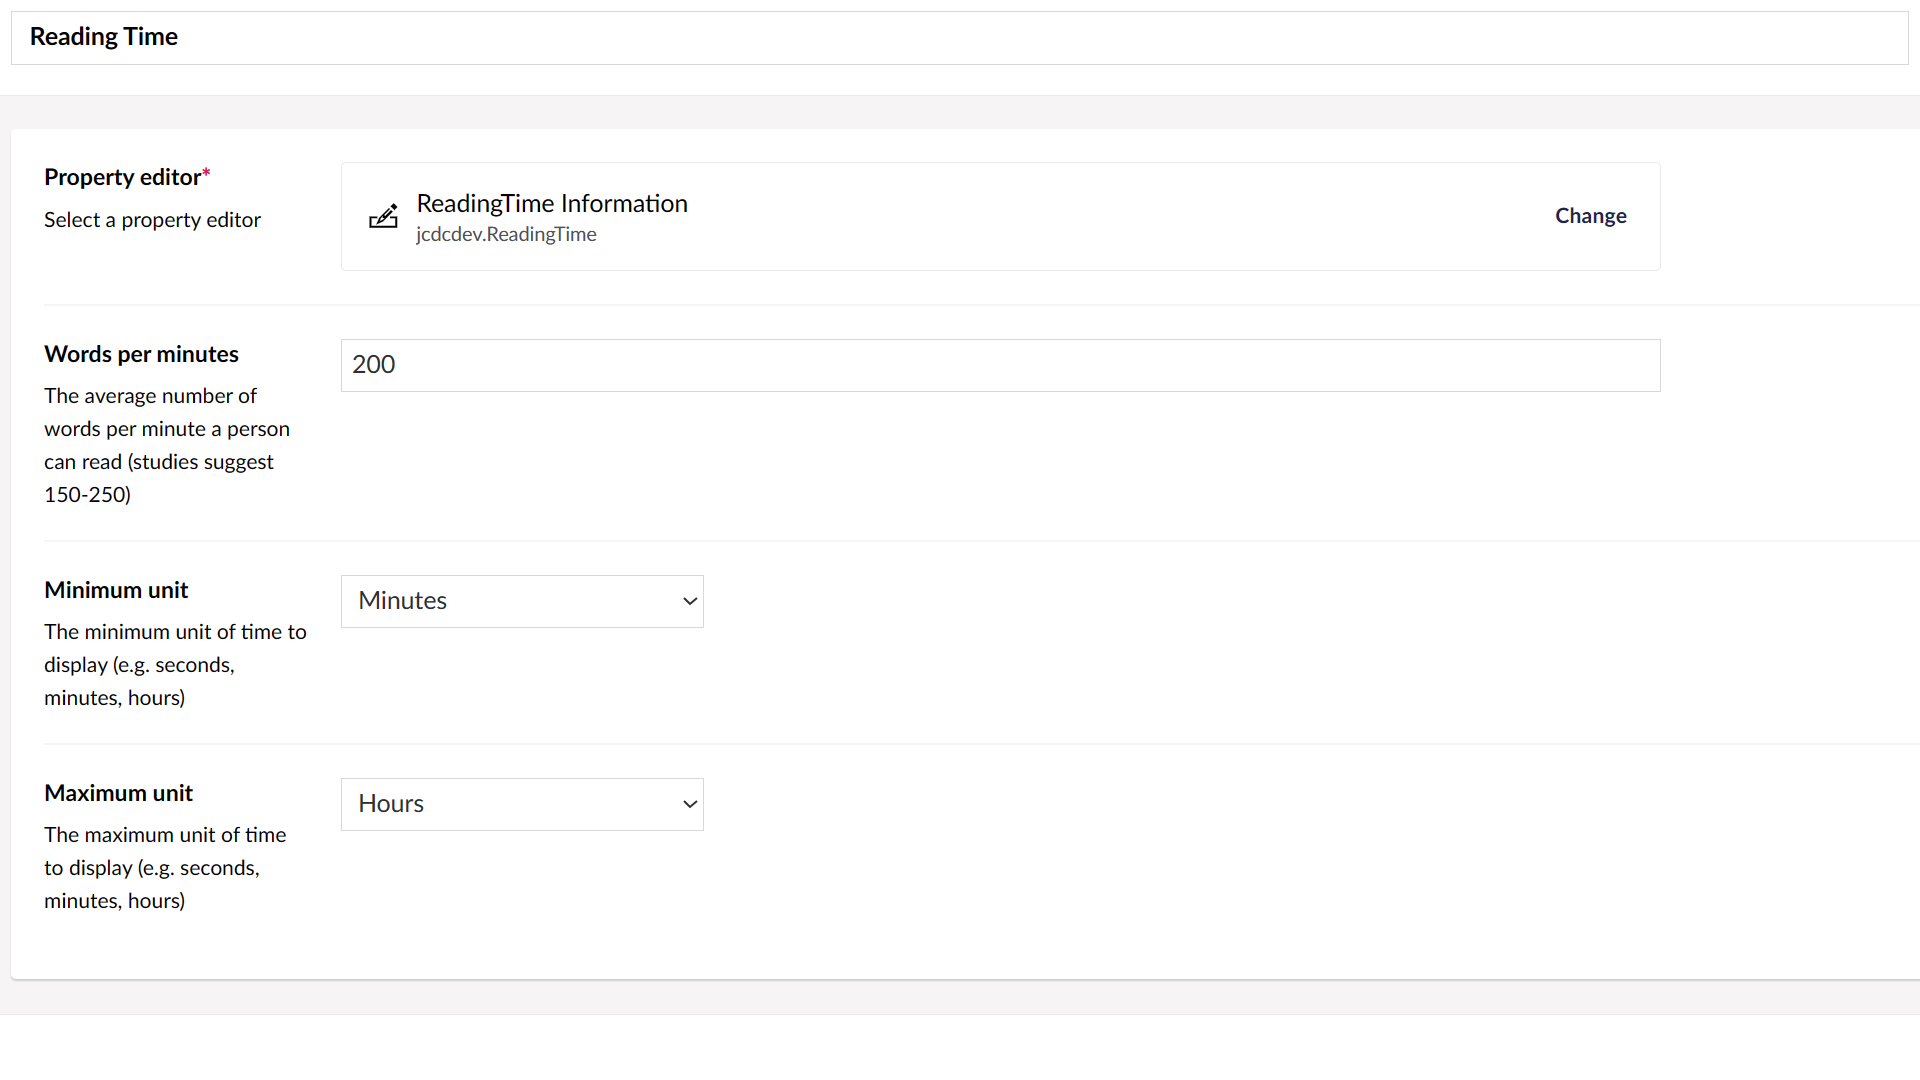 Reading Time
Property editor*
Select a property editor
ReadingTime Information
jcdcdev.ReadingTime
Change
Words per minutes
The average number of
words per minute a person
can read (studies suggest
150-250)
200
Minimum unit
The minimum unit of time to
display (e.g. seconds,
minutes, hours)
Minutes
Maximum unit
The maximum unit of time
to display (e.g. seconds,
minutes, hours)
Hours